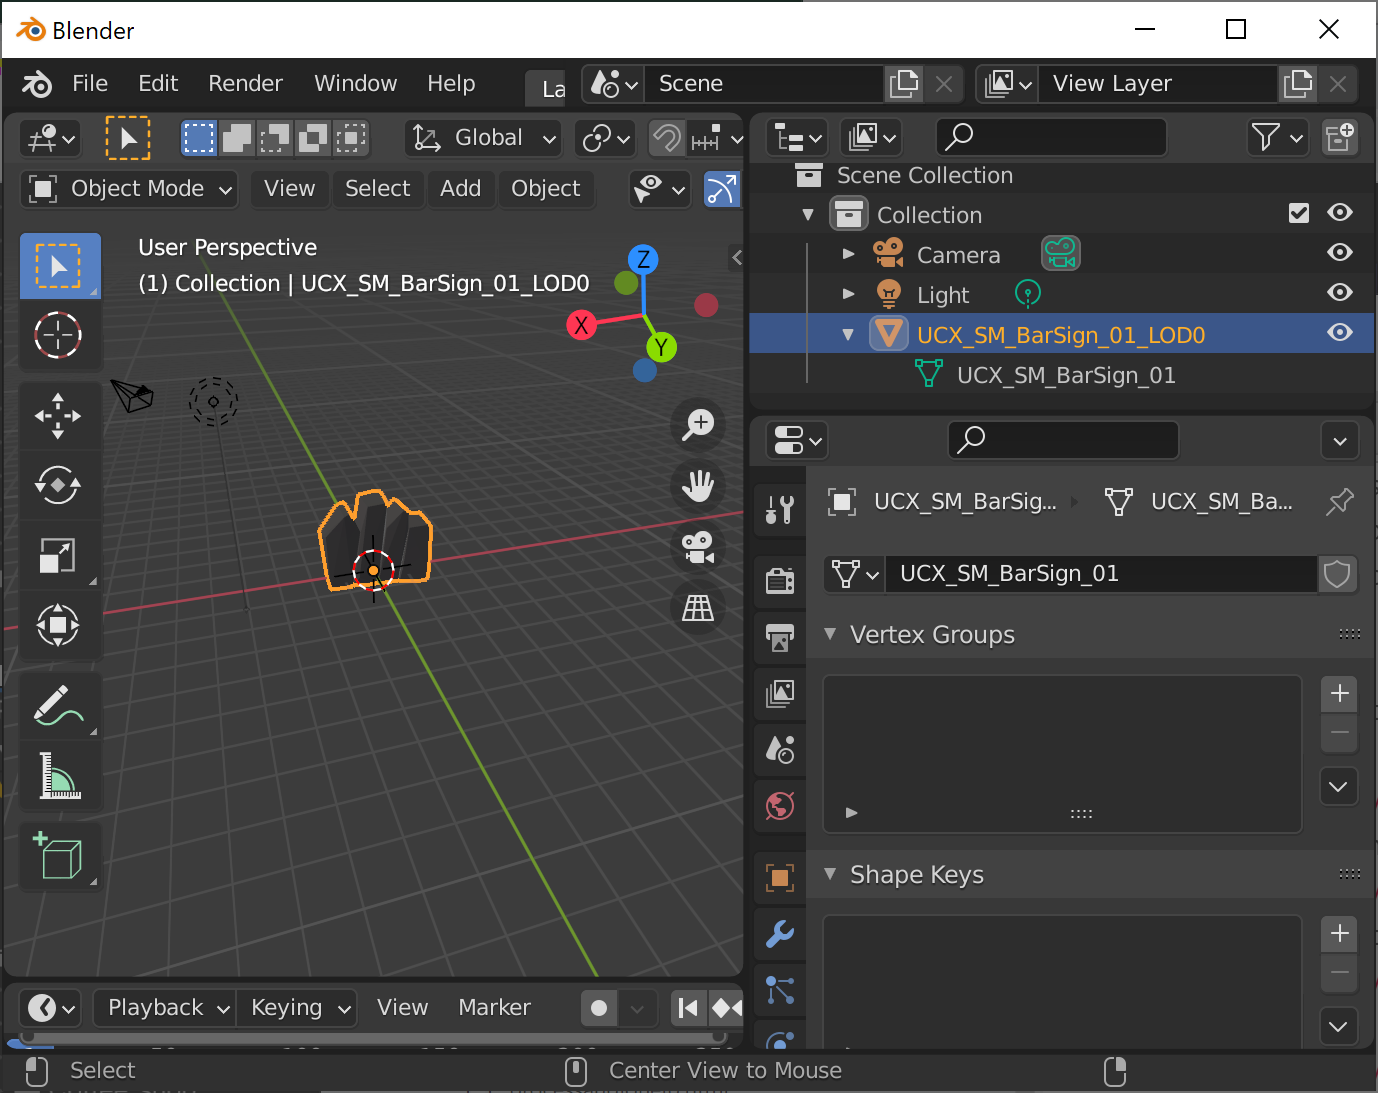 Blender
File Edit Render Window Help La Scene View Layer
Global
Object Mode View Select Add Object
User Perspective
(1) Collection | UCX_SM_BarSign_01_LOD0
Z
X
Y
Scene Collection
Collection
Camera
Light
UCX_SM_BarSign_01_LOD0
UCX_SM_BarSign_01
UCX_SM_BarSig... UCX_SM_Ba...
UCX_SM_BarSign_01
Vertex Groups
Shape Keys
Playback Keying View Marker
Select Center View to Mouse